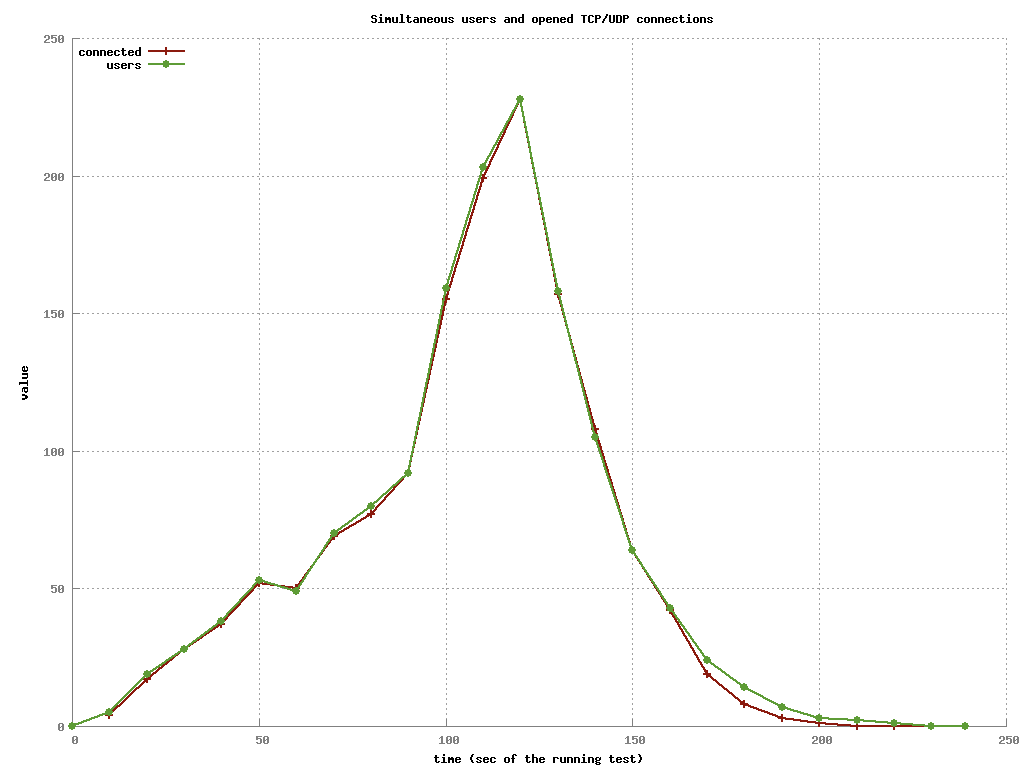 Simultaneous users and opened TCP/UDP connections
250
connected
users
200
150
value
100
50
0
0 50 100 150 200 250
time (sec of the running test)